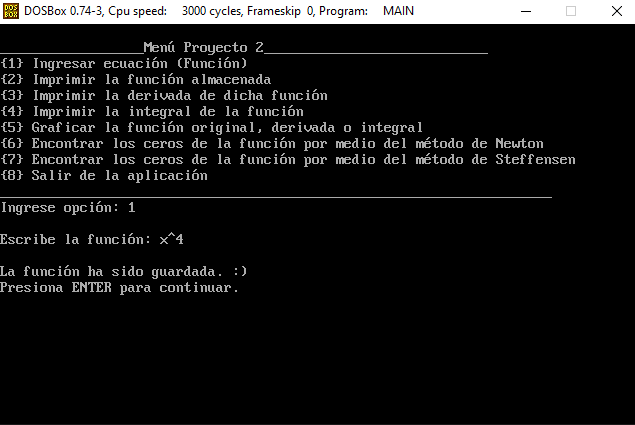 DOS
BOX
DOSBox 0.74-3, Cpu speed: 3000 cycles, Frameskip 0, Program: MAIN
__________________Menú Proyecto 2____________________________
{1} Ingresar ecuación (Función)
{2} Imprimir la función almacenada
{3} Imprimir la derivada de dicha función
{4} Imprimir la integral de la función
{5} Graficar la función original, derivada o integral
{6} Encontrar los ceros de la función por medio del método de Newton
{7} Encontrar los ceros de la función por medio del método de Steffensen
{8} Salir de la aplicación
_____________________________________________________________________
Ingrese opción: 1
Escribe la función: x^4
La función ha sido guardada. :)
Presiona ENTER para continuar.